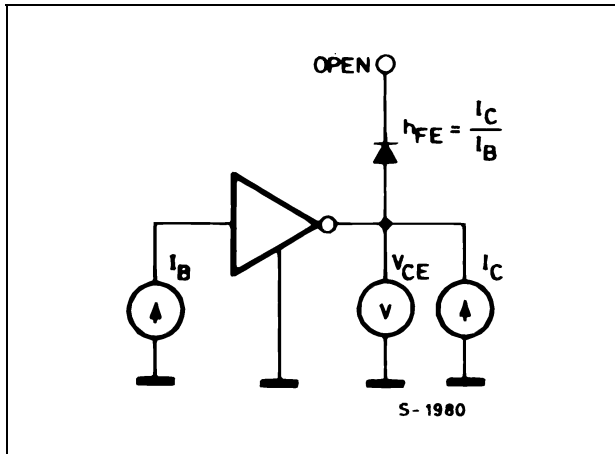 OPEN
hFE = IC
IB
IB
VCE
IC
V
S-1980